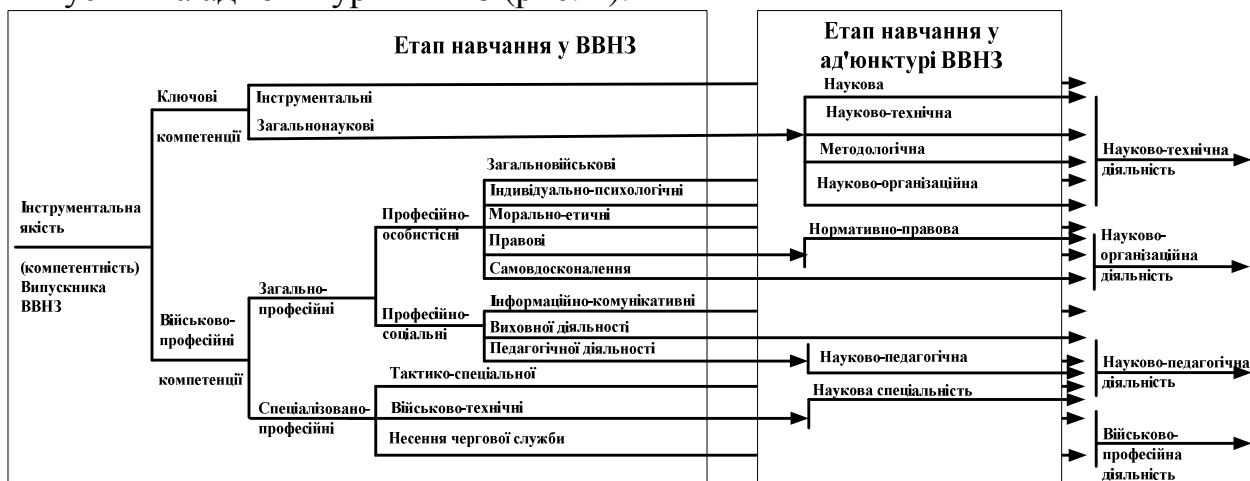 Етап навчання у ВВНЗ
Етап навчання у
ад'юнктурі ВВНЗ
Ключові
компетенції
Інструментальні
Загальнонаукові
Наукова
Науково-технічна
Методологічна
Науково-організаційна
Науково-технічна
діяльність
Інструментальна
якість
(компетентність)
Випускника
ВВНЗ
Загальновійськові
Індивідуально-психологічні
Професійно-
особистісні
Морально-етичні
Правові
Самовдосконалення
Нормативно-правова
Науково-
організаційна
діяльність
Військово-
професійні
компетенції
Загально-
професійні
Професійно-
соціальні
Інформаційно-комунікативні
Виховної діяльності
Педагогічної діяльності
Науково-педагогічна
Науково-педагогічна
діяльність
Спеціалізовано-
професійні
Тактико-спеціальної
Військово-технічні
Несення чергової служби
Наукова спеціальність
Військово-
професійна
діяльність